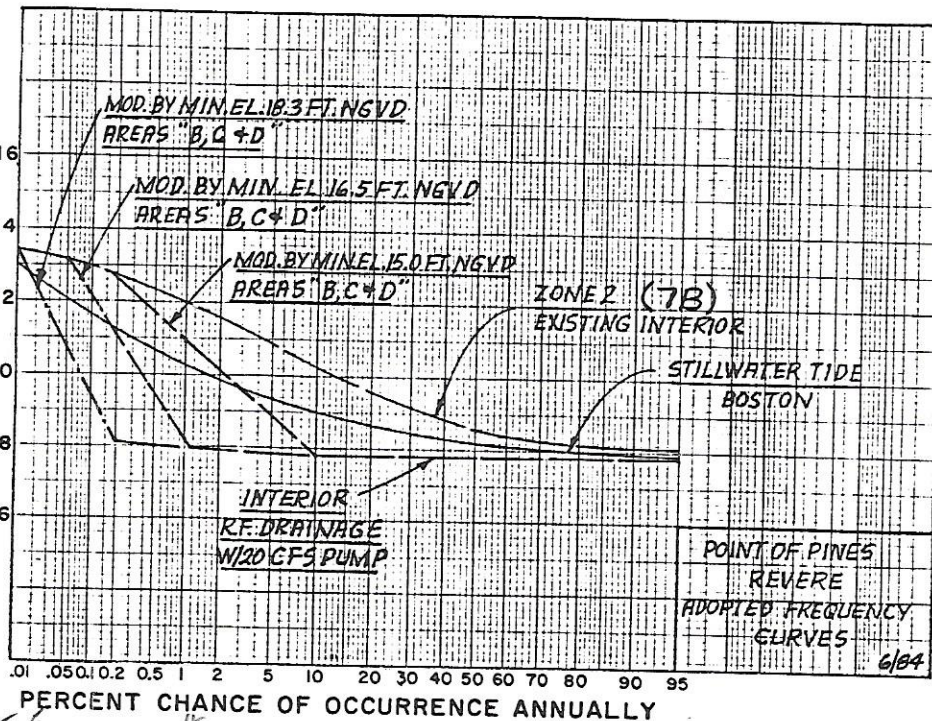 MOD. BY MIN. EL. 18.3 FT. NGVD
AREAS "B, C & D"
MOD. BY MIN. EL 16.5 FT. NGVD
AREAS "B, C & D"
MOD. BY MIN. EL. 15.0 FT. NGVD
AREAS "B, C & D"
ZONE 2 (7B)
EXISTING INTERIOR
STILLWATER TIDE
BOSTON
INTERIOR
R.F. DRAINAGE
W/20 CFS PUMP
POINT OF PINES
REVERE
ADOPTED FREQUENCY
CURVES
6/84
16
4
2
0
8
6
.01 .05 0.1 0.2 0.5 1 2 5 10 20 30 40 50 60 70 80 90 95
PERCENT CHANCE OF OCCURRENCE ANNUALLY